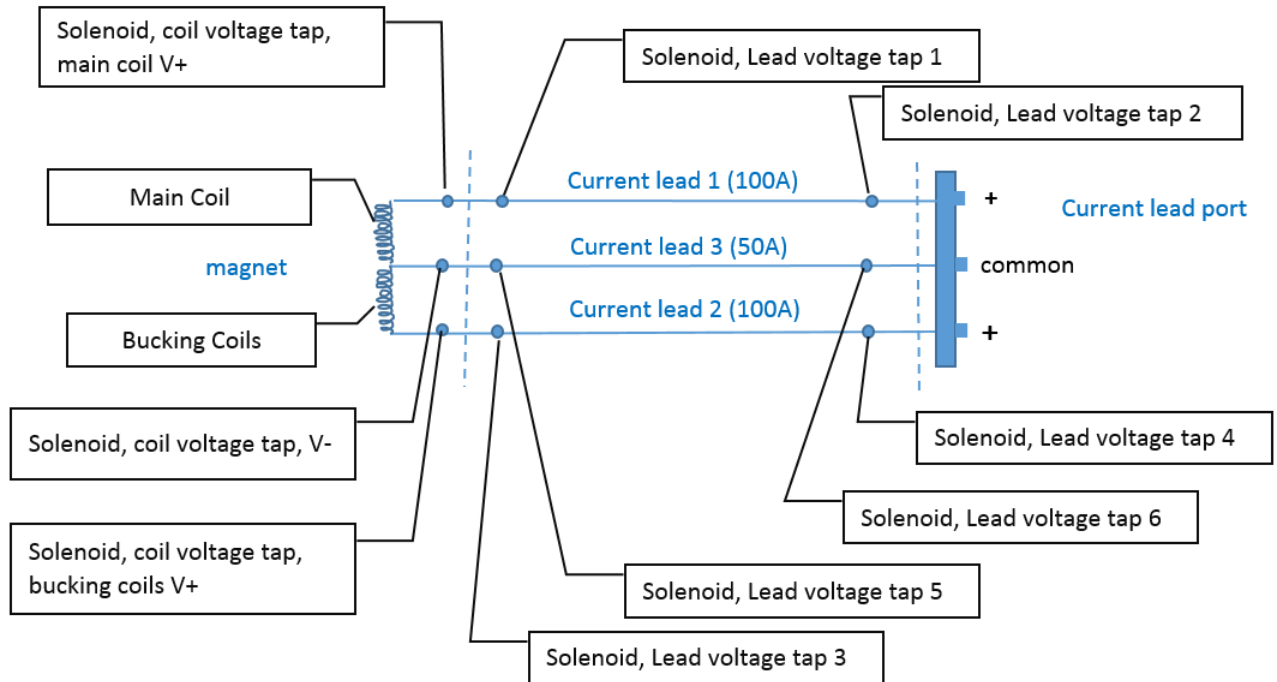 Solenoid, coil voltage tap,
main coil V+
Solenoid, Lead voltage tap 1
Solenoid, Lead voltage tap 2
Main Coil
Current lead 1 (100A)
+
Current lead port
magnet
Current lead 3 (50A)
common
Bucking Coils
Current lead 2 (100A)
+
Solenoid, coil voltage tap, V-
Solenoid, Lead voltage tap 4
Solenoid, Lead voltage tap 6
Solenoid, coil voltage tap,
bucking coils V+
Solenoid, Lead voltage tap 5
Solenoid, Lead voltage tap 3